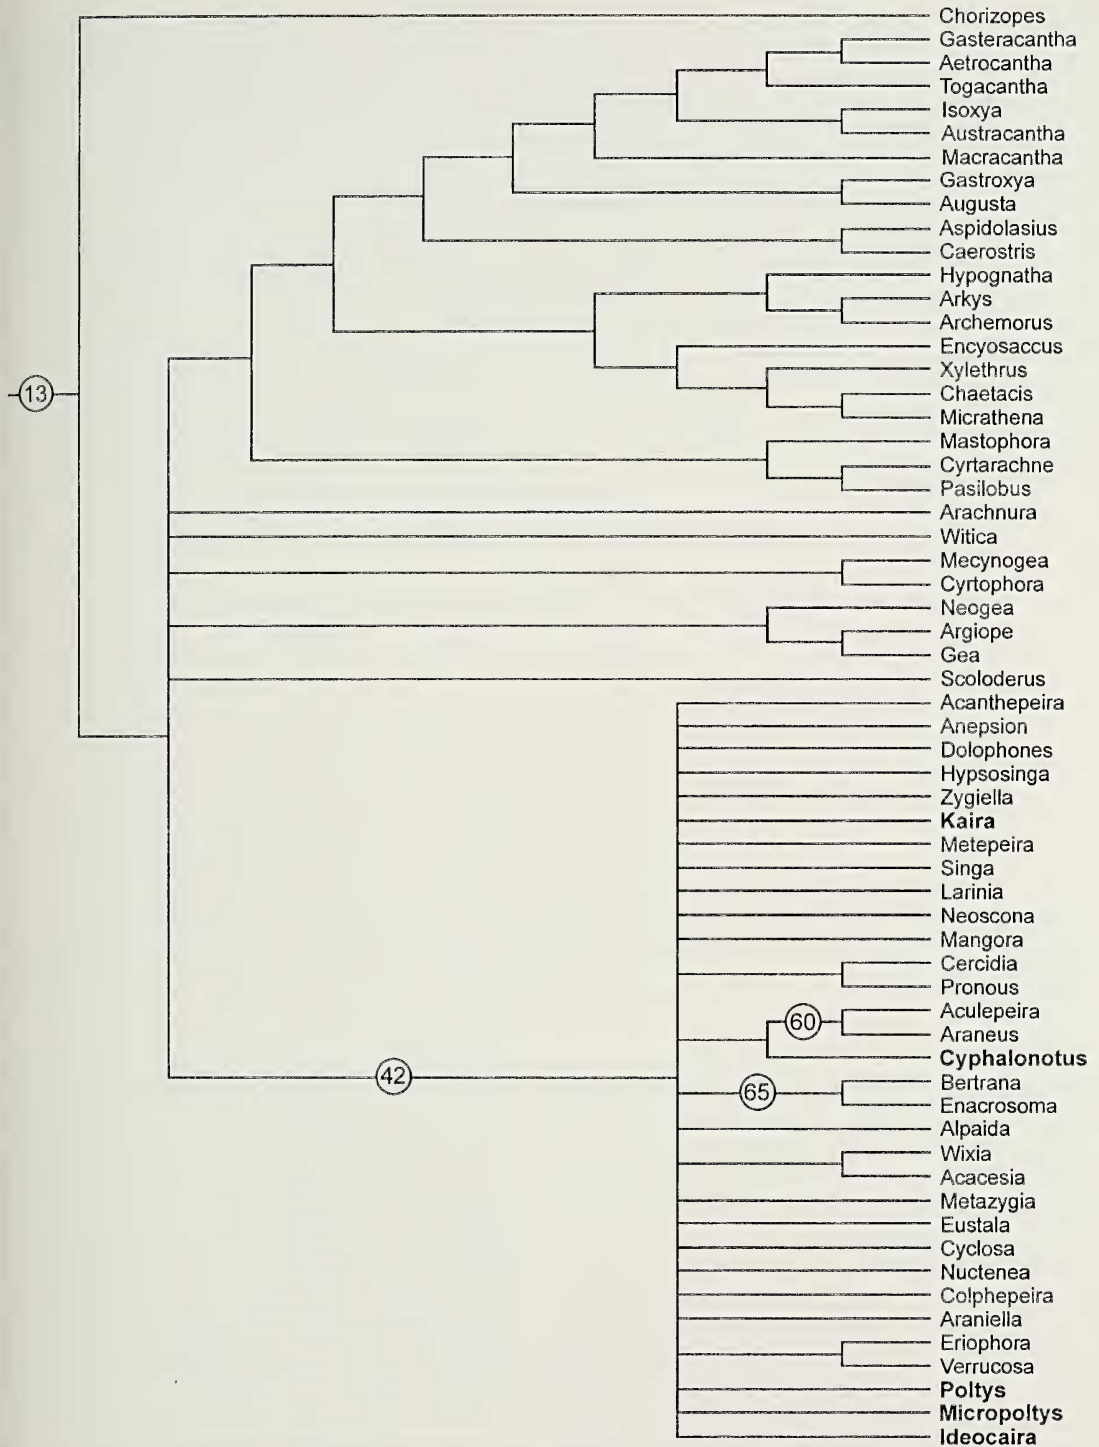 Chorizopes
Gasteracantha
Aetrocantha
Togacantha
Isoxya
Austracantha
Macracantha
Gastroxya
Augusta
Aspidolasius
Caerostris
Hypognatha
Arkys
Archemorus
Encyosaccus
Xylethrus
13
Chaetacis
Micrathena
Mastophora
Cyrtarachne
Pasilobus
Arachnura
Witica
Mecynogea
Cyrtophora
Neogea
Argiope
Gea
Scoloderus
Acanthepeira
Anepsion
Dolophones
Hypsosinga
Zygiella
Kaira
Metepeira
Singa
Larinia
Neoscona
Mangora
Cercidia
Pronous
Aculepeira
60
Araneus
Cyphalonotus
42
Bertrana
65
Enacrosoma
Alpaida
Wixia
Acacesia
Metazygia
Eustala
Cyclosa
Nuctenea
Colphepeira
Araniella
Eriophora
Verrucosa
Poltys
Micropoltys
Ideocaira